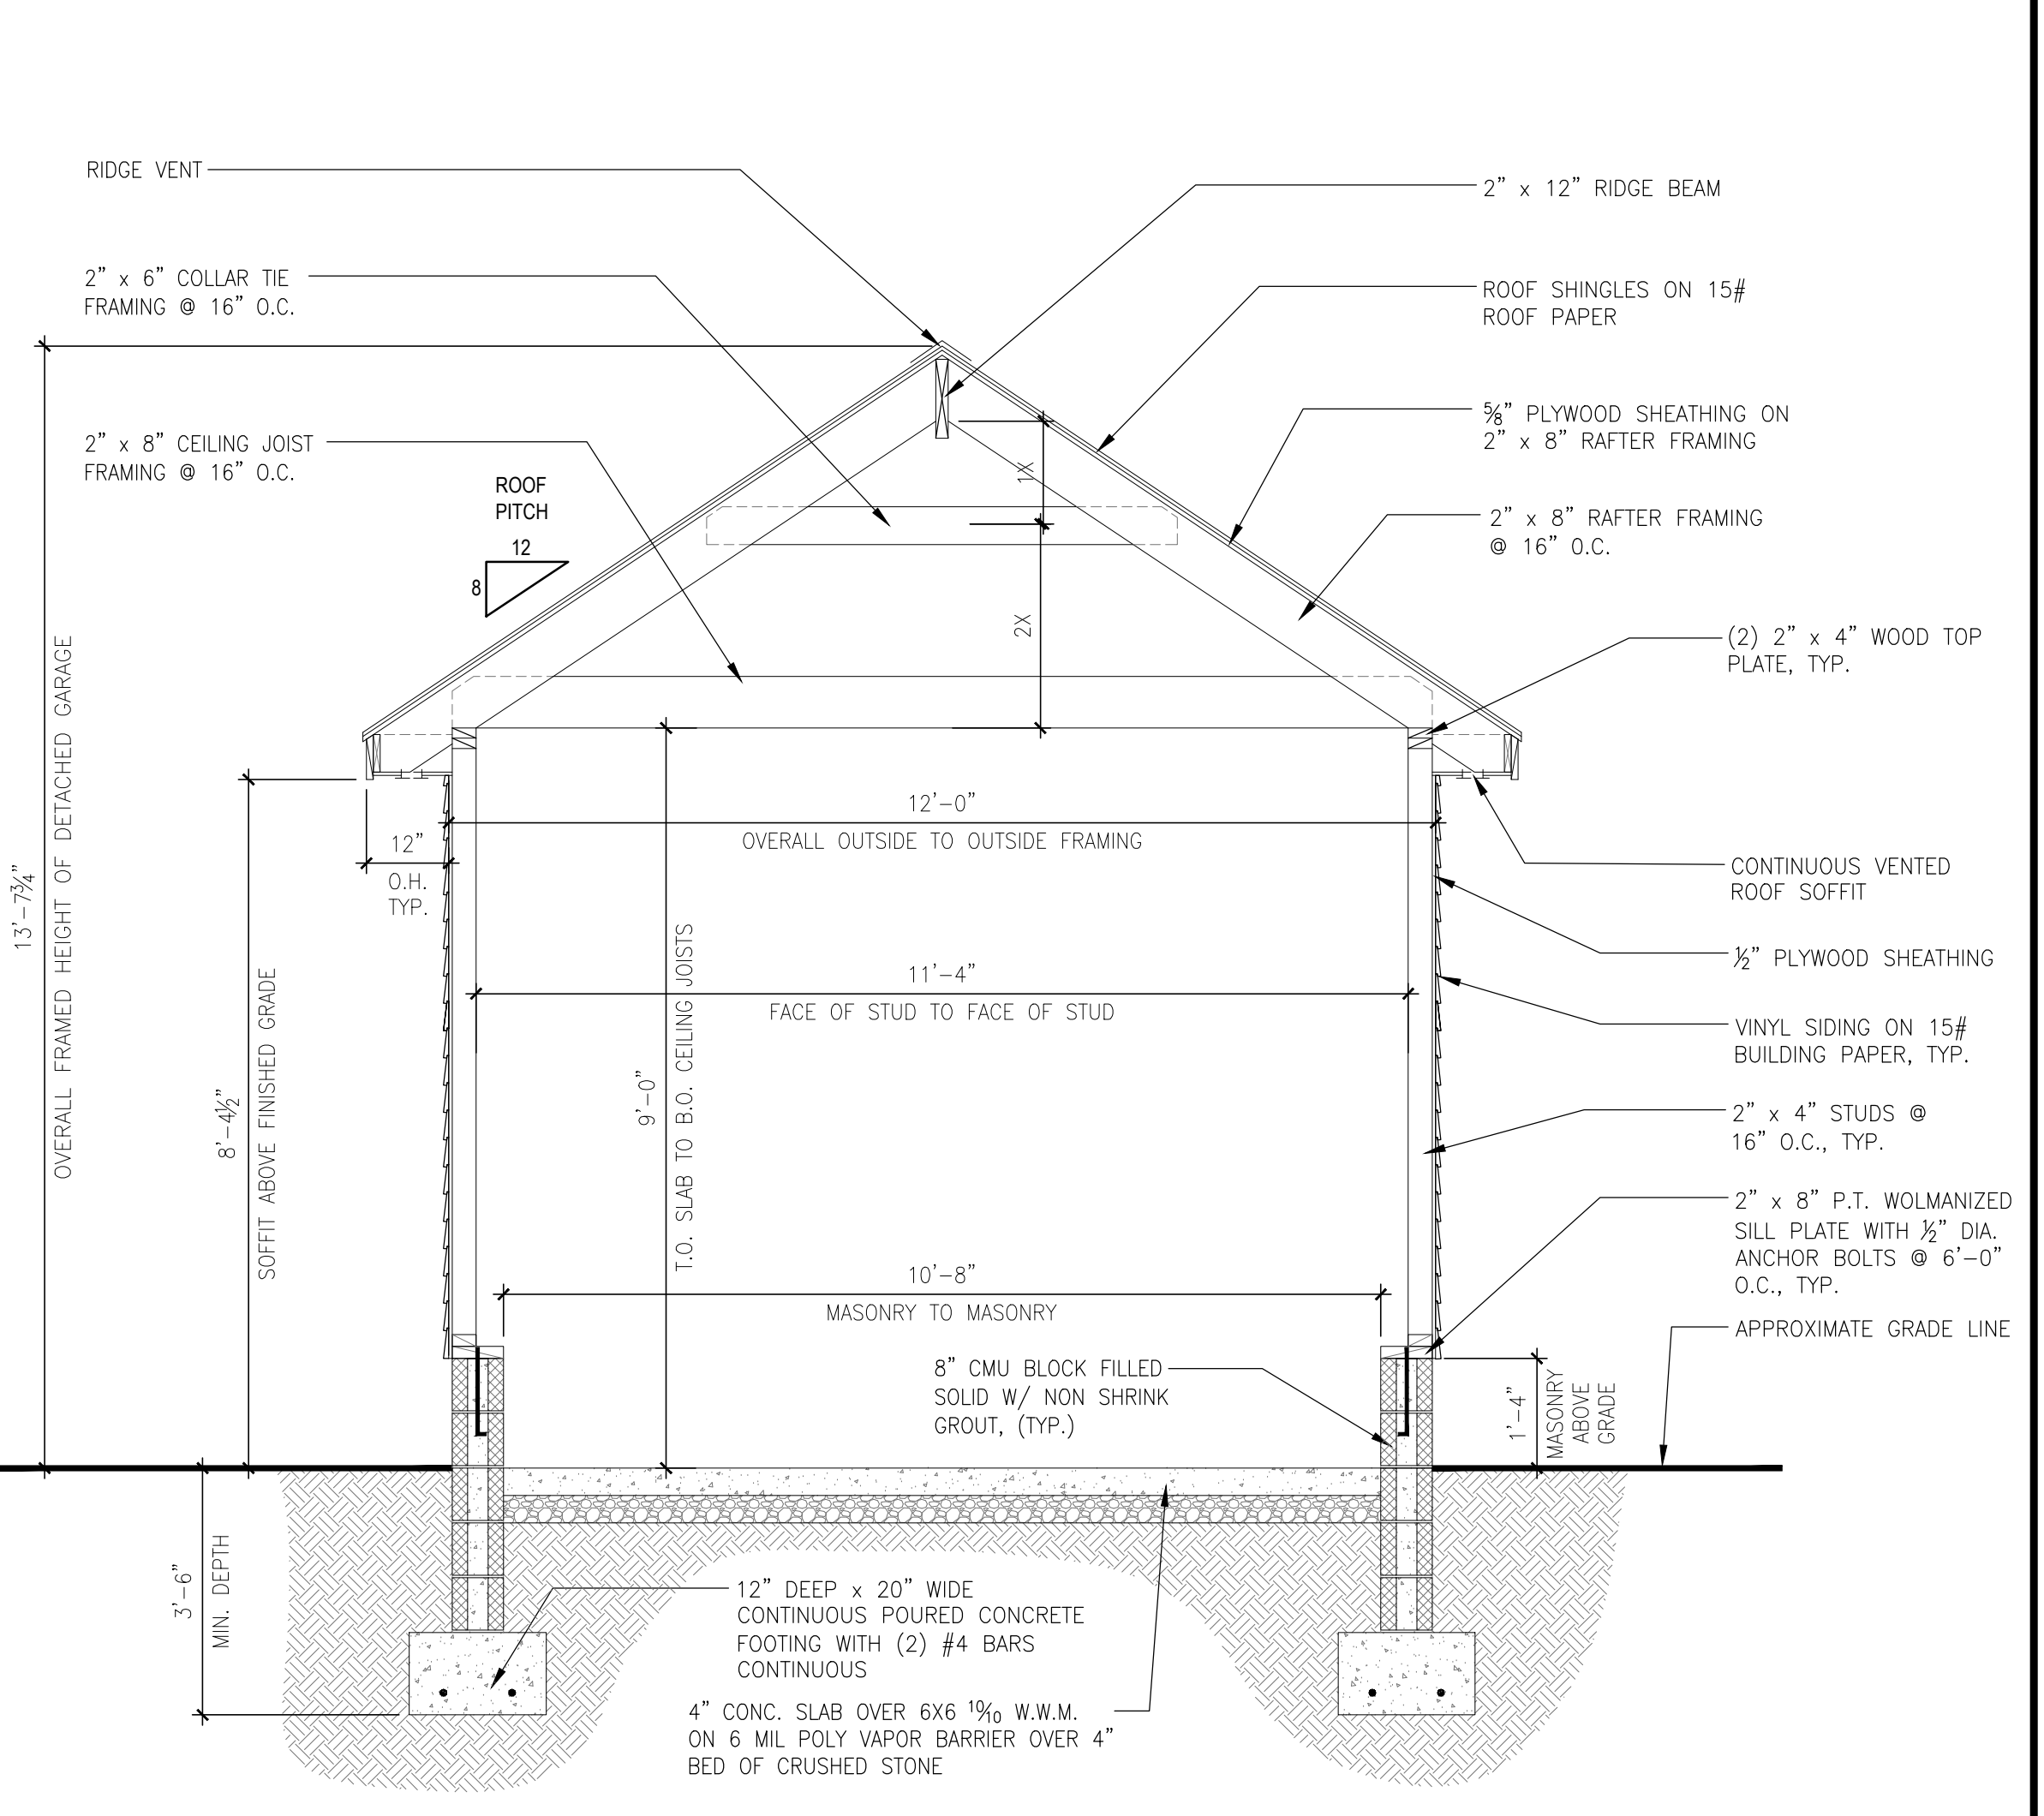 RIDGE VENT
2" x 12" RIDGE BEAM
2" x 6" COLLAR TIE
FRAMING @ 16" O.C.
ROOF SHINGLES ON 15#
ROOF PAPER
2" x 8" CEILING JOIST
FRAMING @ 16" O.C.
⅝" PLYWOOD SHEATHING ON
2" x 8" RAFTER FRAMING
ROOF
PITCH
12
8
1X
2X
2" x 8" RAFTER FRAMING
@ 16" O.C.
(2) 2" x 4" WOOD TOP
PLATE, TYP.
13'-7¾"
OVERALL FRAMED HEIGHT OF DETACHED GARAGE
8'-4½"
SOFFIT ABOVE FINISHED GRADE
12"
O.H.
TYP.
12'-0"
OVERALL OUTSIDE TO OUTSIDE FRAMING
CONTINUOUS VENTED
ROOF SOFFIT
½" PLYWOOD SHEATHING
9'-0"
T.O. SLAB TO B.O. CEILING JOISTS
11'-4"
FACE OF STUD TO FACE OF STUD
VINYL SIDING ON 15#
BUILDING PAPER, TYP.
2" x 4" STUDS @
16" O.C., TYP.
2" x 8" P.T. WOLMANIZED
SILL PLATE WITH ½" DIA.
ANCHOR BOLTS @ 6'-0"
O.C., TYP.
10'-8"
MASONRY TO MASONRY
APPROXIMATE GRADE LINE
8" CMU BLOCK FILLED
SOLID W/ NON SHRINK
GROUT, (TYP.)
1'-4"
MASONRY
ABOVE
GRADE
3'-6"
MIN. DEPTH
12" DEEP x 20" WIDE
CONTINUOUS POURED CONCRETE
FOOTING WITH (2) #4 BARS
CONTINUOUS
4" CONC. SLAB OVER 6X6 10/10 W.W.M.
ON 6 MIL POLY VAPOR BARRIER OVER 4"
BED OF CRUSHED STONE